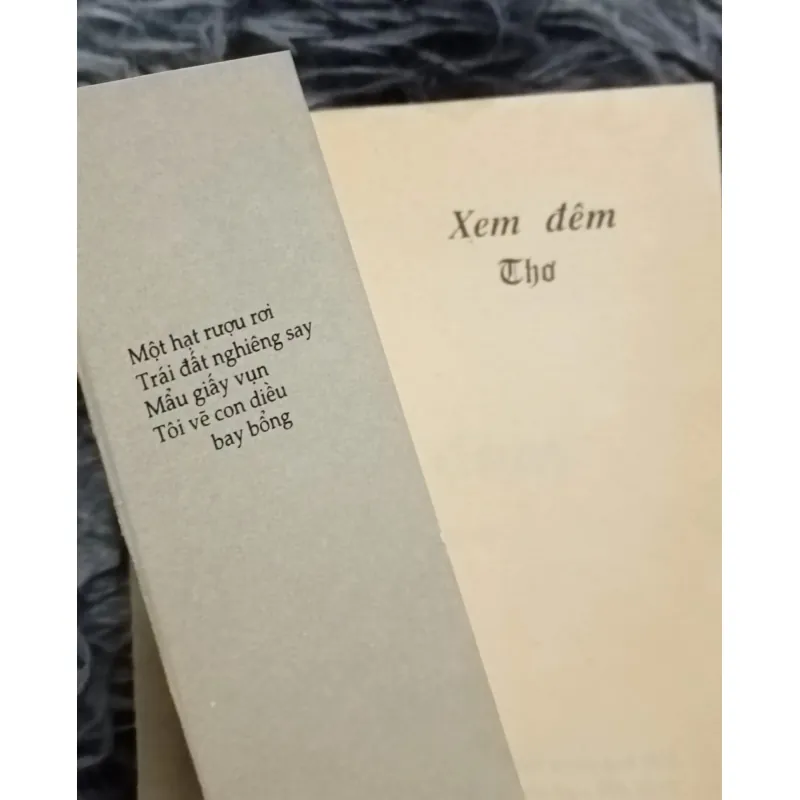 Một hạt rượu rơi
Trái đất nghiêng say
Mẩu giấy vụn
Tôi vẽ con diều
bay bổng
Xem đêm
Thơ